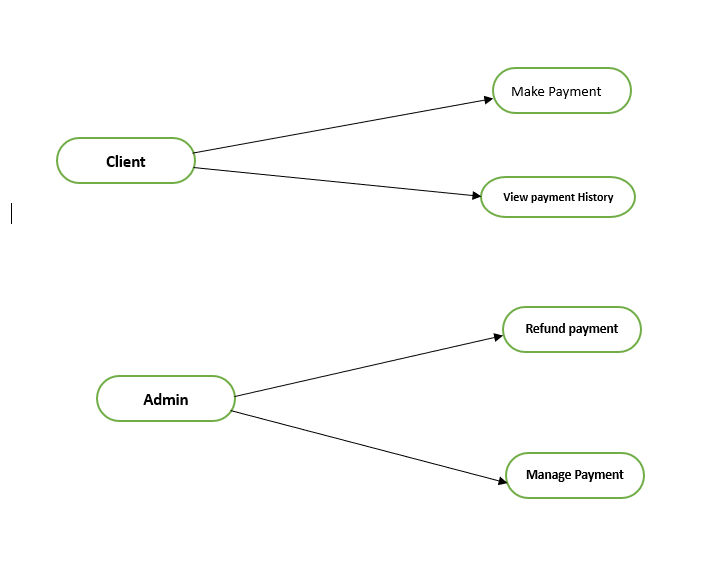 Make Payment
Client
View payment History
Refund payment
Admin
Manage Payment